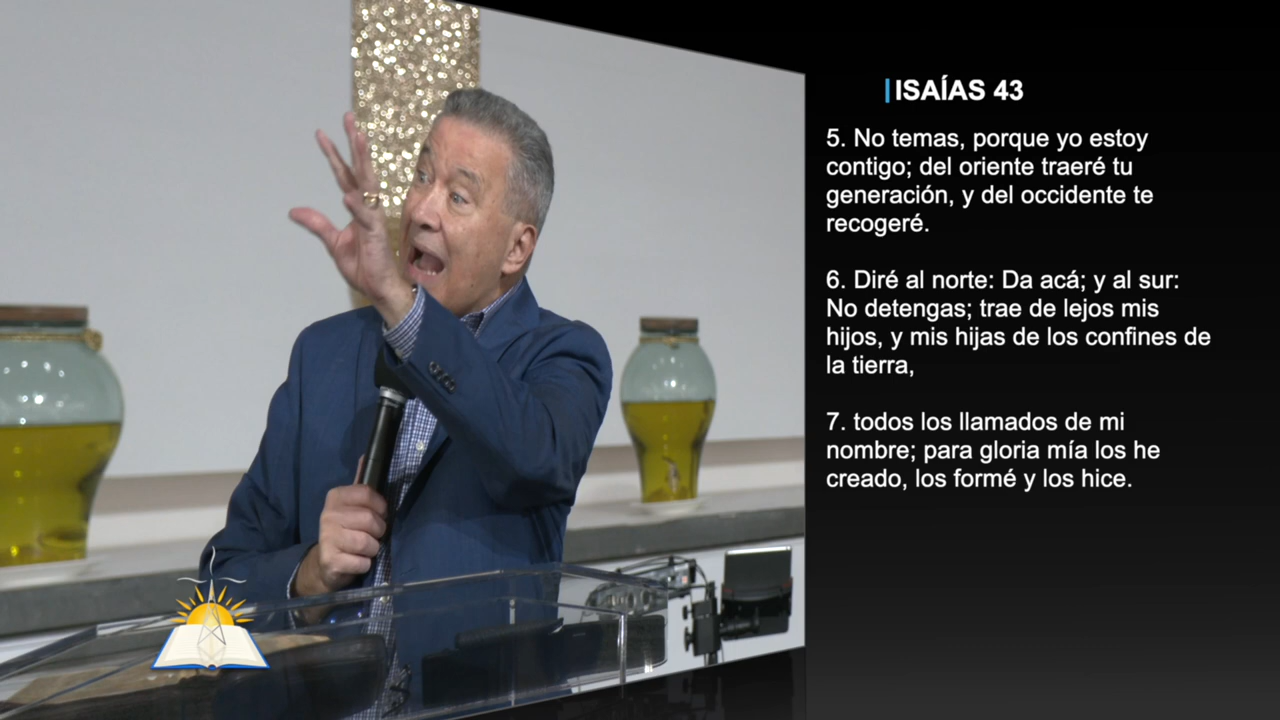 ISAÍAS 43
5. No temas, porque yo estoy
contigo; del oriente traeré tu
generación, y del occidente te
recogeré.
6. Diré al norte: Da acá; y al sur:
No detengas; trae de lejos mis
hijos, y mis hijas de los confines de
la tierra,
7. todos los llamados de mi
nombre; para gloria mía los he
creado, los formé y los hice.